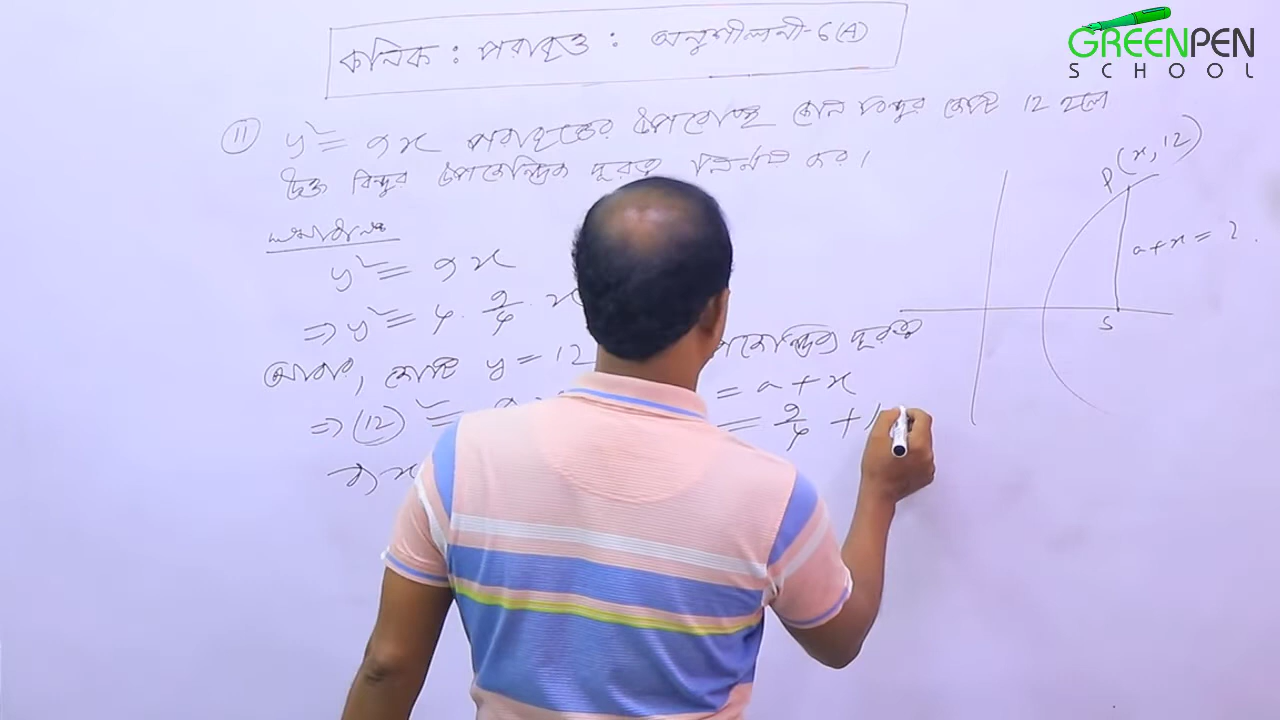 GREENPEN
SCHOOL
কনিক : পরাবৃত্ত : অনুশীলনী-6(A)
11 y² = 9x পরাবৃত্তের উপরোস্থ কোন বিন্দুর কোটি 12 হলে
উক্ত বিন্দুর উপকেন্দ্রিক দূরত্ব নির্ণয় কর।
সমাধানঃ
y² = 9x
⇒ y² = 4. 9/4 . x
আবার, কোটি y = 12
⇒ (12)² =
⇒ x
দূরত্ব
= a + x
= 9/4 + 1
P(x, 12)
a+x = ?
S